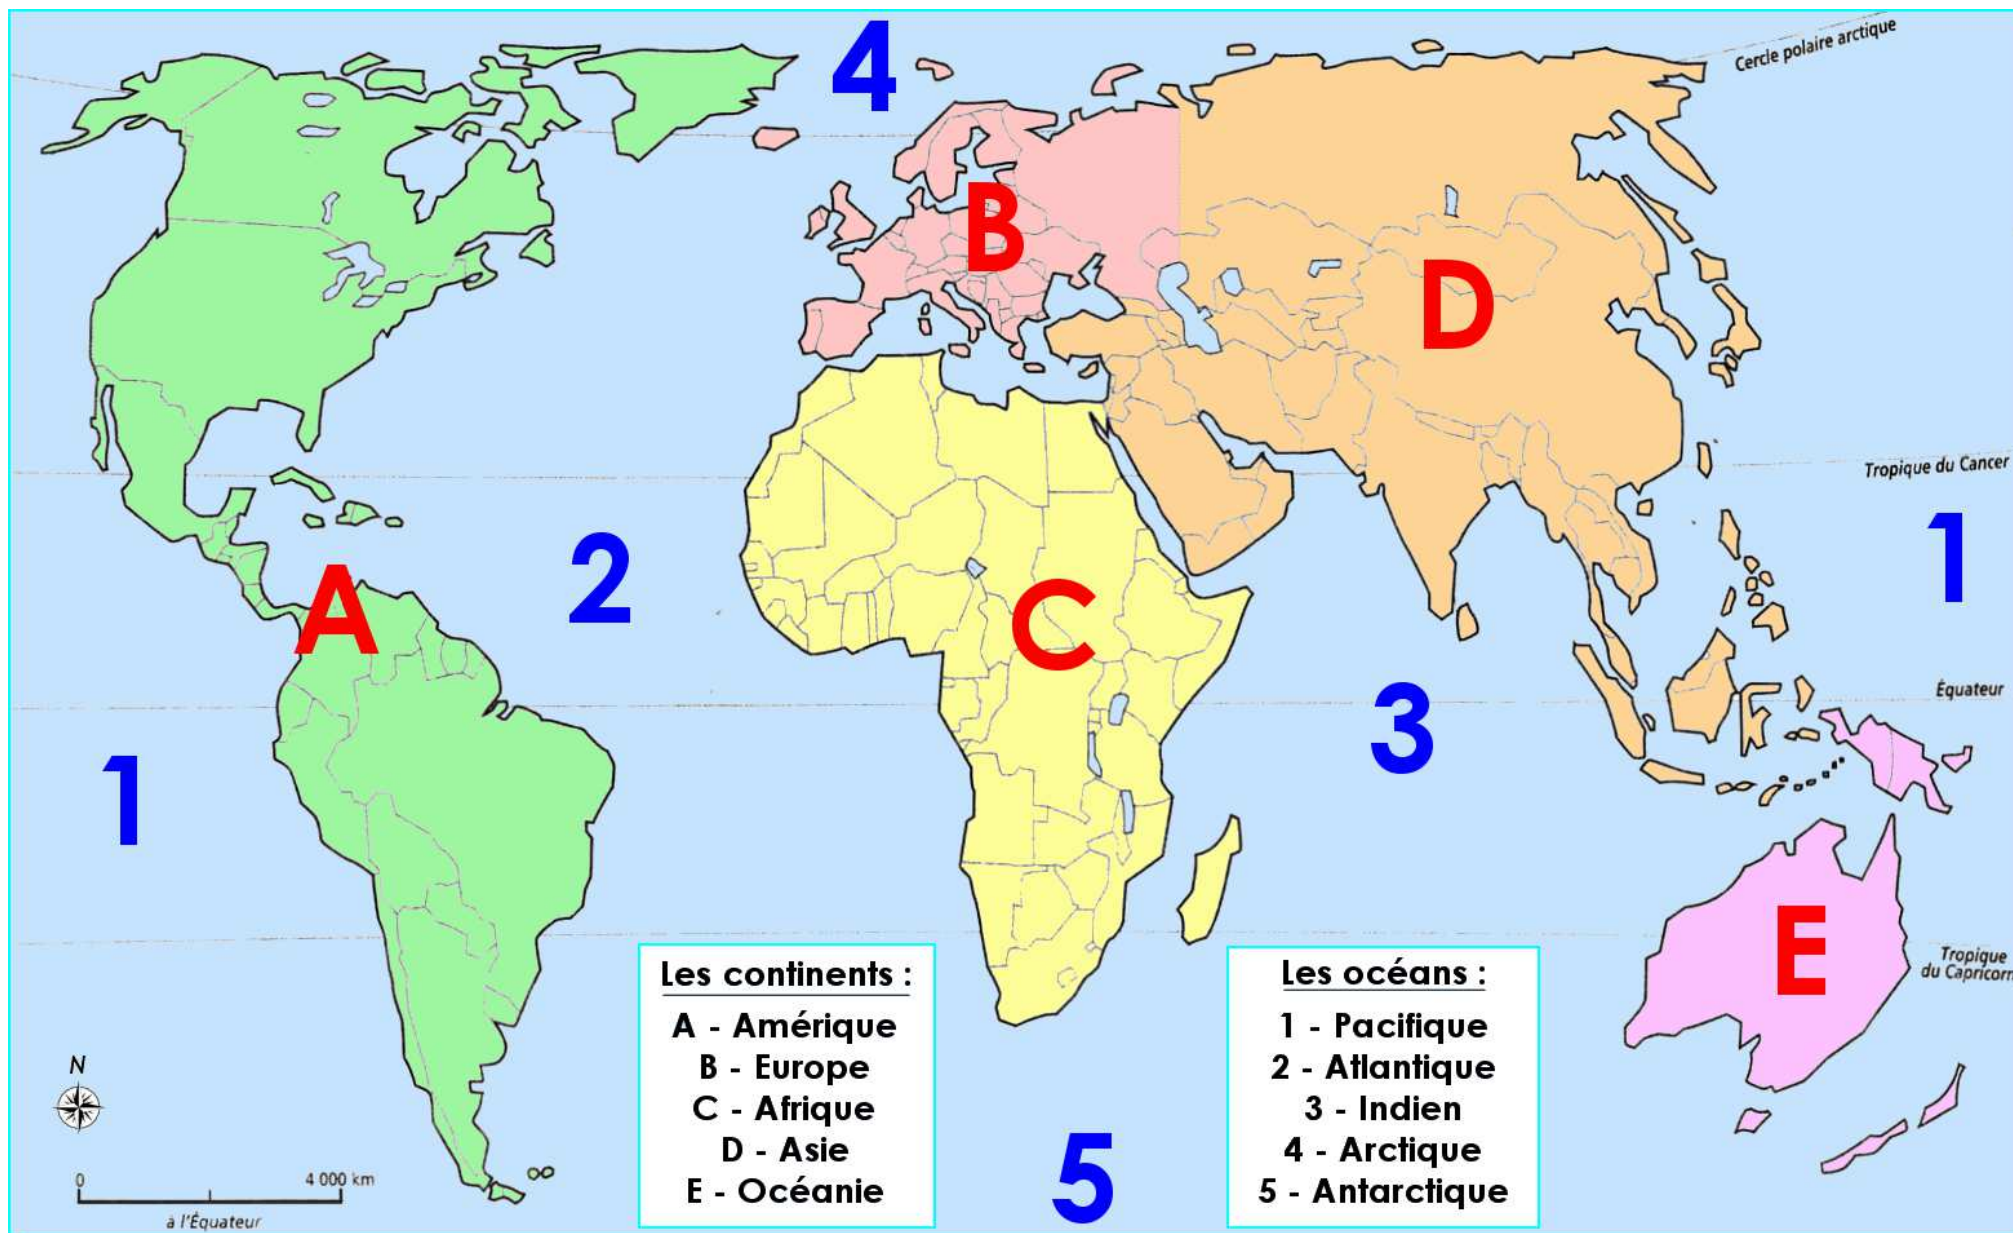 4
Cercle polaire arctique
B
D
Tropique du Cancer
2
1
A
C
Équateur
3
1
E
Tropique
du Capricorn
Les continents :
A - Amérique
B - Europe
C - Afrique
D - Asie
E - Océanie
Les océans :
1 - Pacifique
2 - Atlantique
3 - Indien
4 - Arctique
5 - Antarctique
N
5
0
4 000 km
à l'Équateur